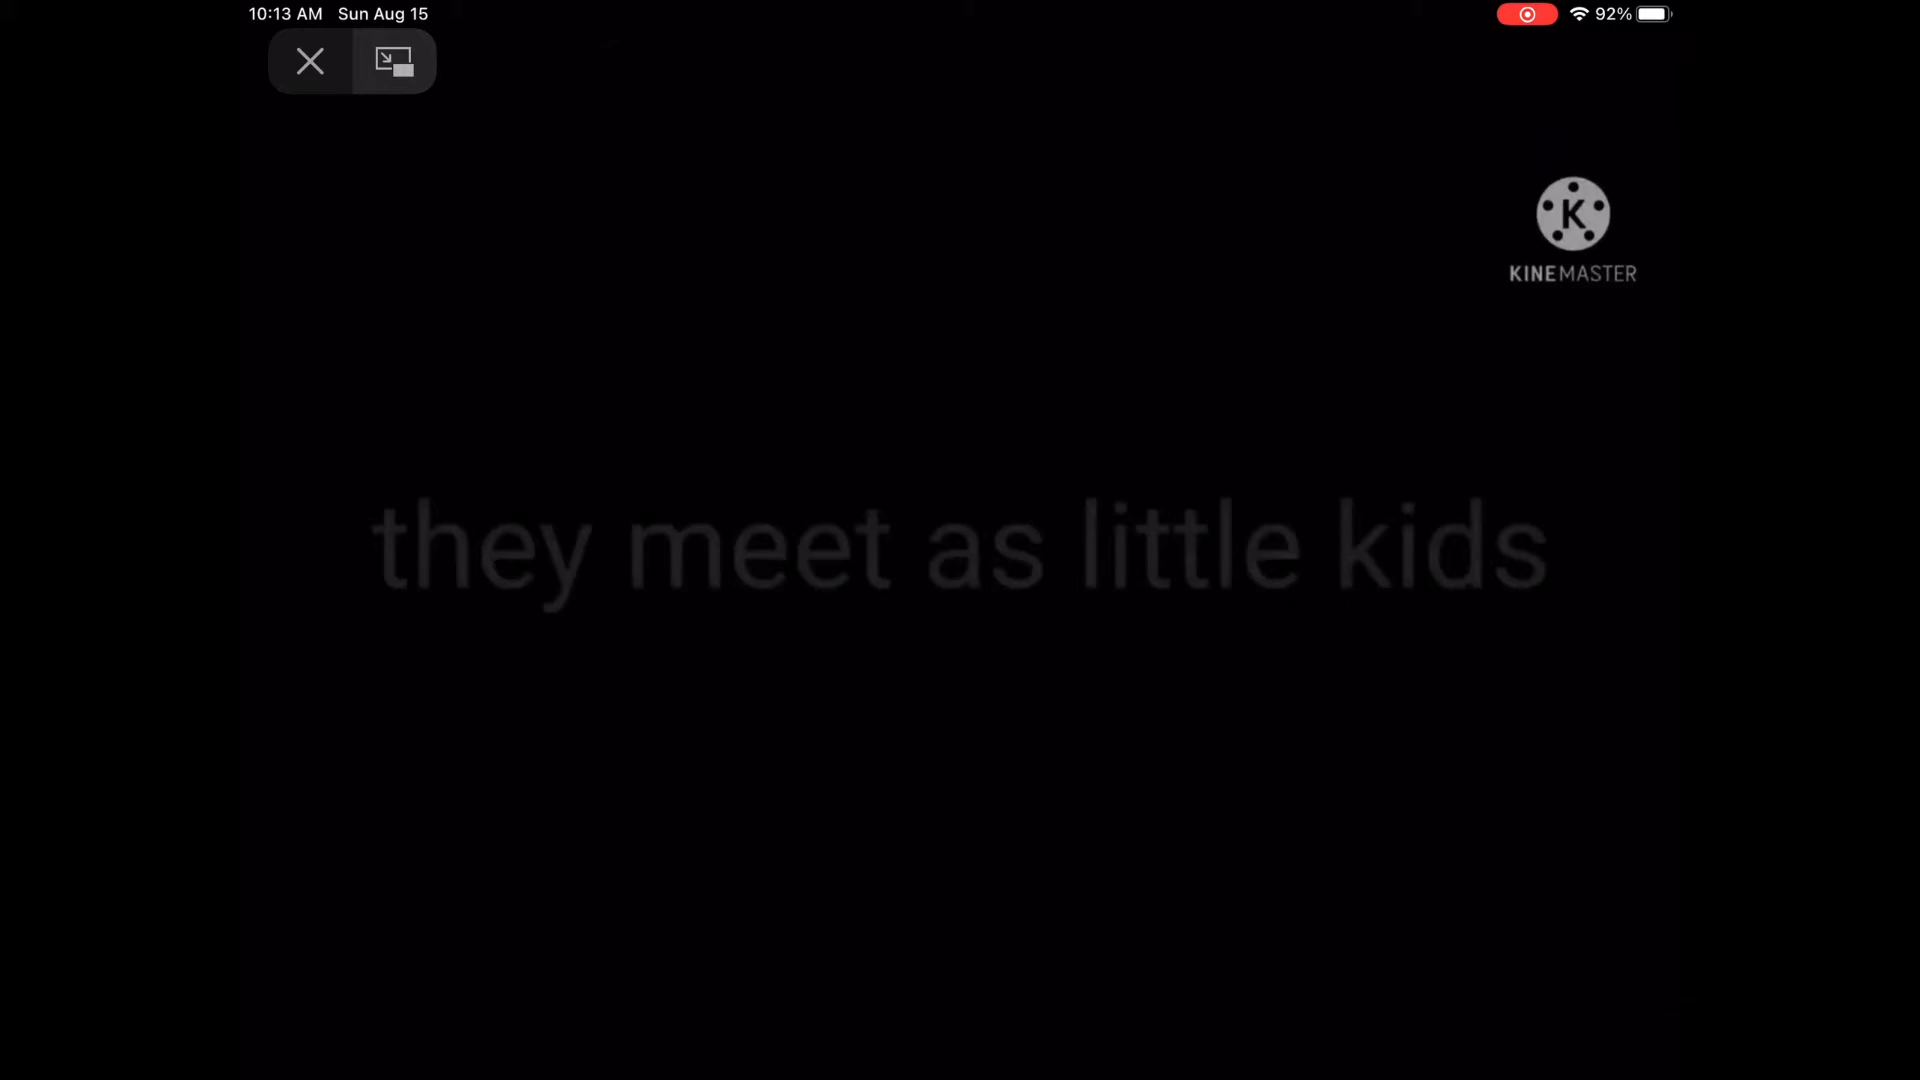 10:13 AM Sun Aug 15
92%
K
KINEMASTER
they meet as little kids